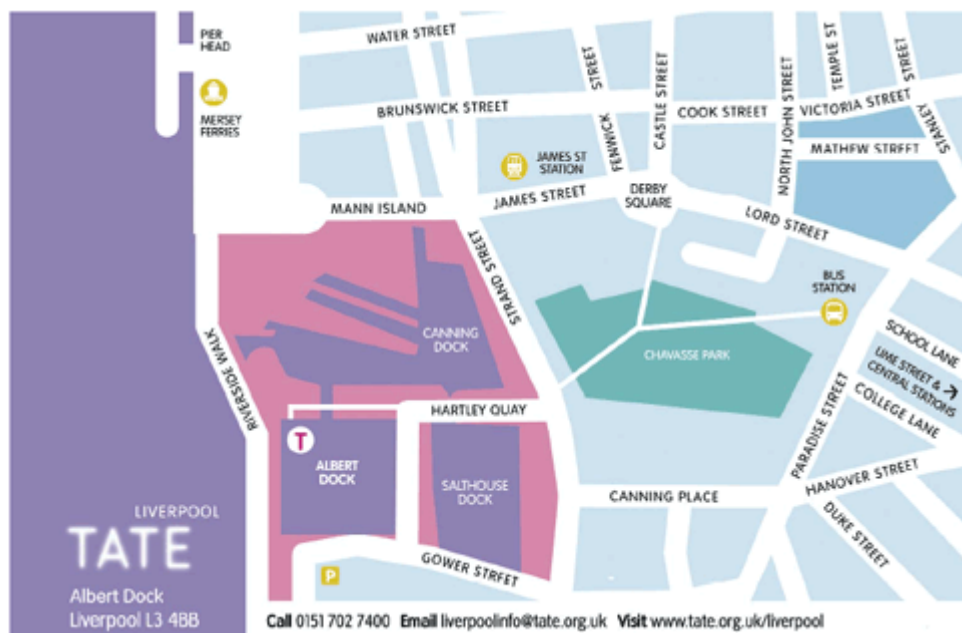 PIER
HEAD
MERSEY
FERRIES
WATER STREET
BRUNSWICK STREET
FENWICK STREET
CASTLE STREET
COOK STREET
NORTH JOHN STREET
TEMPLE ST
VICTORIA STREET
STANLEY STREET
MATHEW STREET
JAMES ST
STATION
JAMES STREET
DERBY
SQUARE
LORD STREET
MANN ISLAND
STRAND STREET
BUS
STATION
CANNING
DOCK
CHAVASSE PARK
SCHOOL LANE
LIME STREET &
CENTRAL STATIONS
COLLEGE LANE
RIVERSIDE WALK
PARADISE STREET
HARTLEY QUAY
T
ALBERT
DOCK
SALTHOUSE
DOCK
CANNING PLACE
HANOVER STREET
DUKE STREET
GOWER STREET
P
LIVERPOOL
TATE
Albert Dock
Liverpool L3 4BB
Call 0151 702 7400 Email liverpoolinfo@tate.org.uk Visit www.tate.org.uk/liverpool